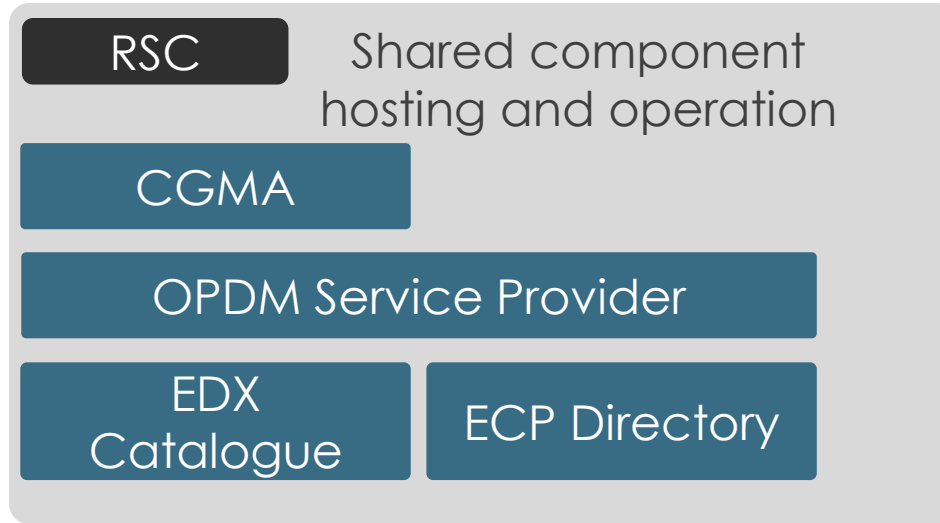 RSC
Shared component
hosting and operation
CGMA
OPDM Service Provider
EDX
Catalogue
ECP Directory